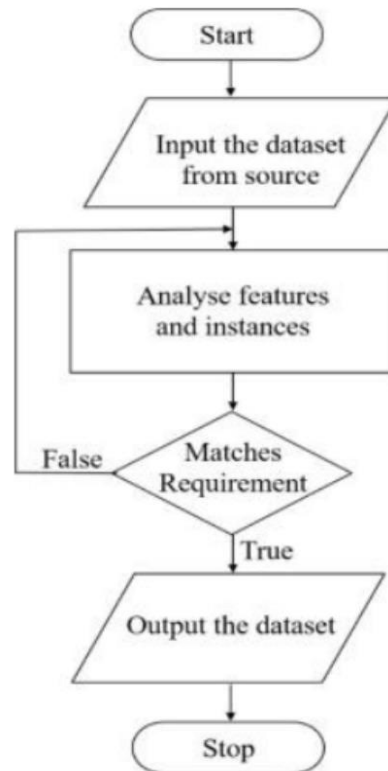 Start
Input the dataset
from source
Analyse features
and instances
Matches
Requirement
False
True
Output the dataset
Stop